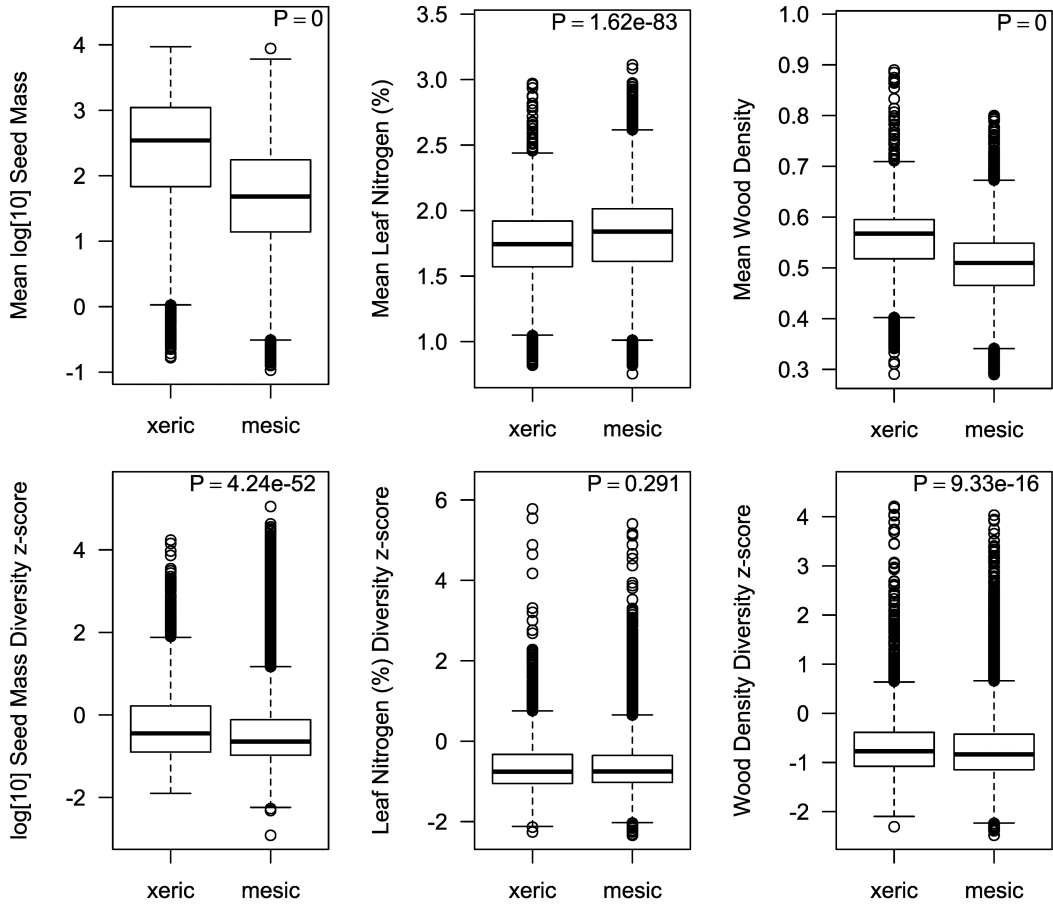 Mean log[10] Seed Mass
P = 0
4
3
2
1
0
-1
xeric mesic
Mean Leaf Nitrogen (%)
P = 1.62e-83
3.5
3.0
2.5
2.0
1.5
1.0
xeric mesic
Mean Wood Density
P = 0
1.0
0.9
0.8
0.7
0.6
0.5
0.4
0.3
xeric mesic
log[10] Seed Mass Diversity z-score
P = 4.24e-52
4
2
0
-2
xeric mesic
Leaf Nitrogen (%) Diversity z-score
P = 0.291
6
4
2
0
-2
xeric mesic
Wood Density Diversity z-score
P = 9.33e-16
4
3
2
1
0
-1
-2
xeric mesic